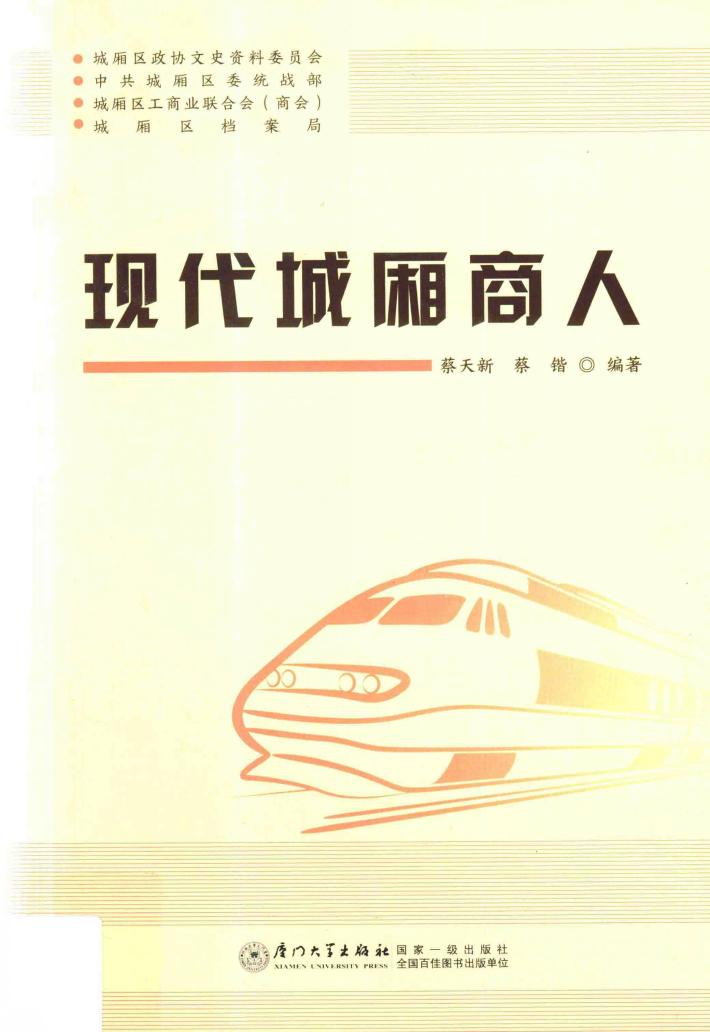 城厢区政协文史资料委员会
中共城厢区委统战部
城厢区工商业联合会（商会）
城厢区档案局
现代城厢商人
蔡天新 蔡锴◎编著
厦门大学出版社 国家一级出版社
XIAMEN UNIVERSITY PRESS 全国百佳图书出版单位